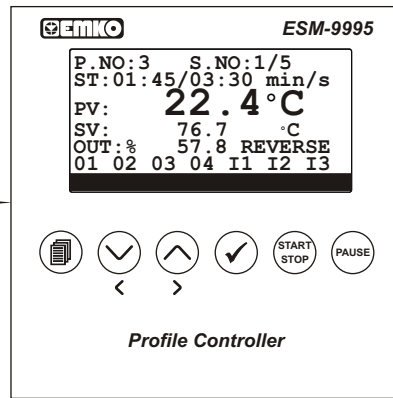 EMKO ESM-9995
P.NO:3 S.NO:1/5
ST:01:45/03:30 min/s
PV: 22.4°C
SV: 76.7 °C
OUT:% 57.8 REVERSE
01 02 03 04 I1 I2 I3
START
STOP
PAUSE
Profile Controller